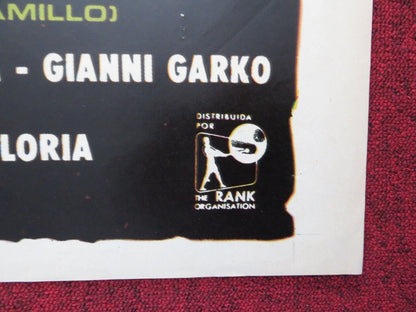 AMILLO)
- GIANNI GARKO
LORIA
DISTRIBUIDA
POR
THE RANK
ORGANISATION